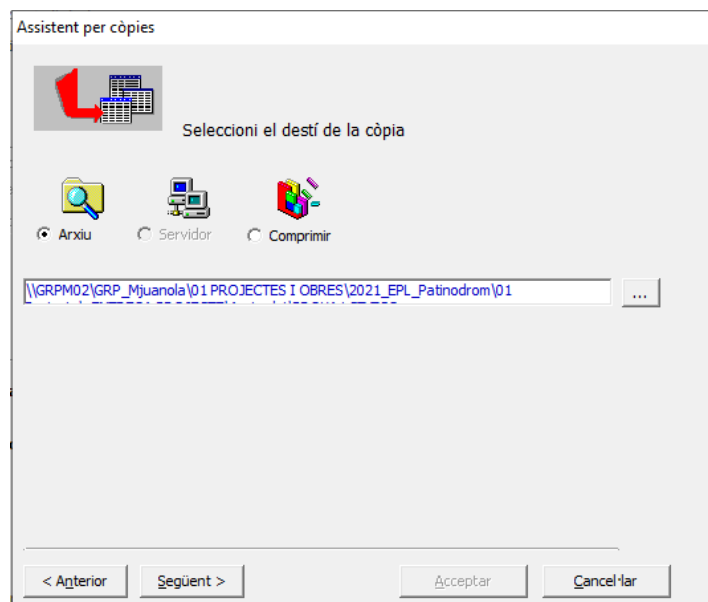 Assistent per còpies
Seleccioni el destí de la còpia
Arxiu
Servidor
Comprimir
\\GRPM02\GRP_Mjuanola\01 PROJECTES I OBRES\2021_EPL_Patinodrom\01
...
< Anterior
Següent >
Acceptar
Cancel·lar